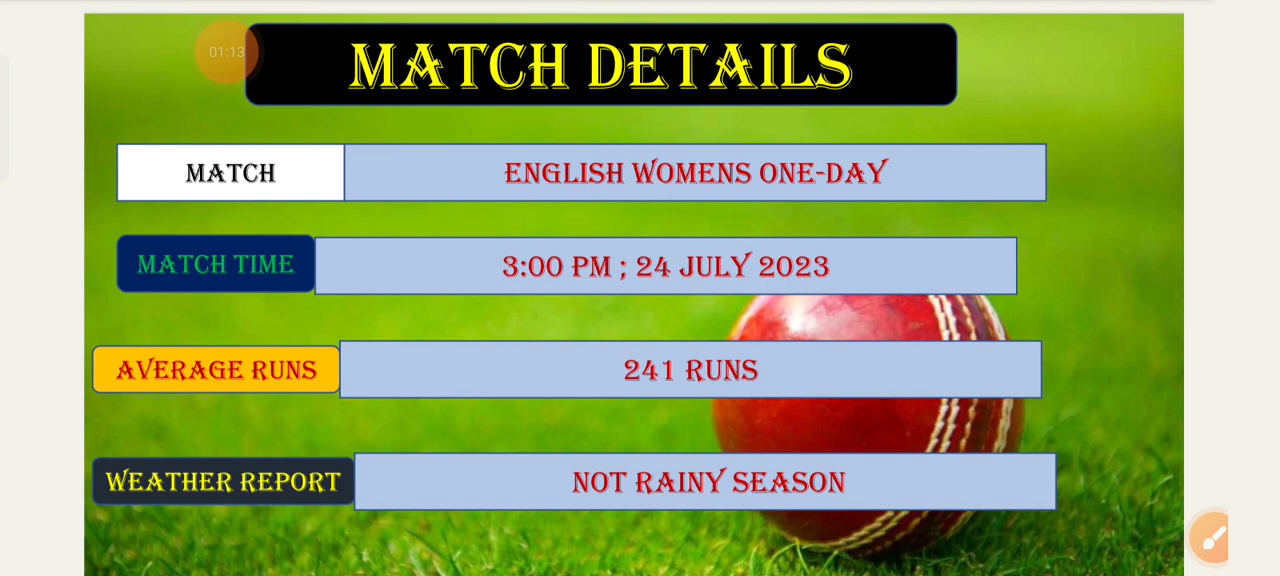 01:13
MATCH DETAILS
MATCH
ENGLISH WOMENS ONE-DAY
MATCH TIME
3:00 PM ; 24 JULY 2023
AVERAGE RUNS
241 RUNS
WEATHER REPORT
NOT RAINY SEASON